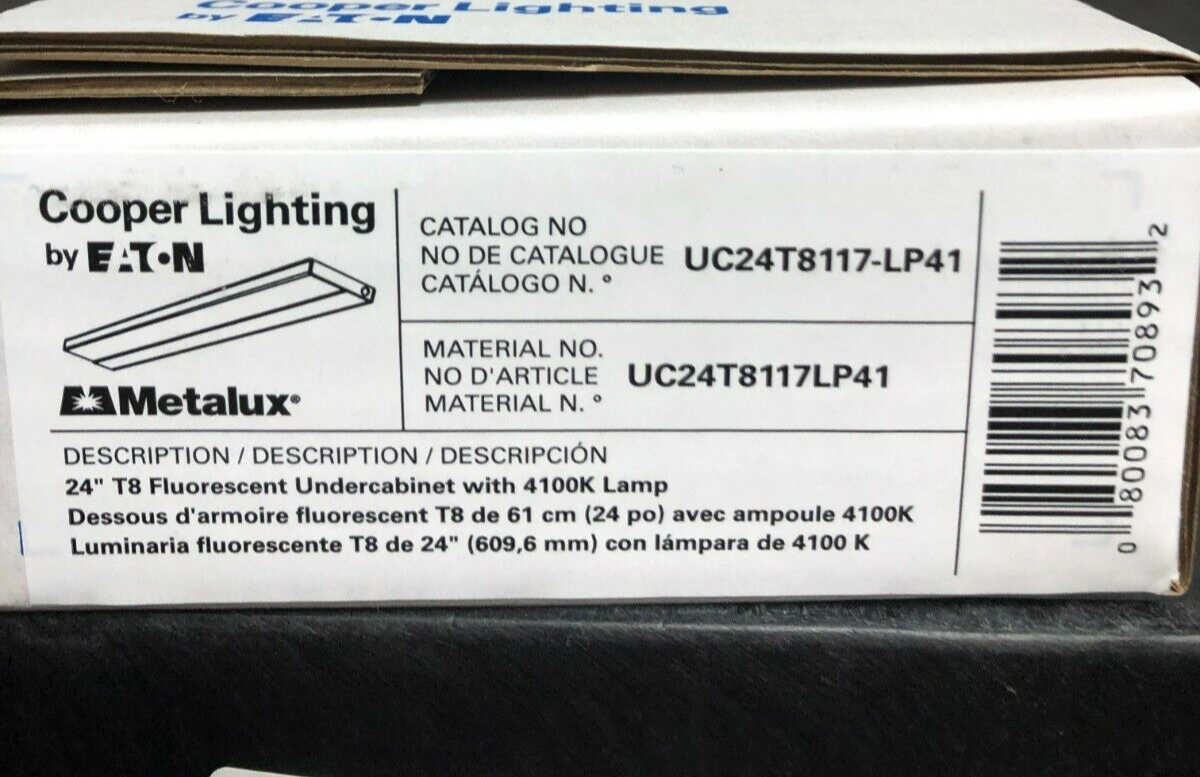 Cooper Lighting
by EATON
Cooper Lighting
by EATON
Metalux®
CATALOG NO
NO DE CATALOGUE
CATÁLOGO N. °
UC24T8117-LP41
MATERIAL NO.
NO D'ARTICLE
MATERIAL N. °
UC24T8117LP41
DESCRIPTION / DESCRIPTION / DESCRIPCIÓN
24" T8 Fluorescent Undercabinet with 4100K Lamp
Dessous d'armoire fluorescent T8 de 61 cm (24 po) avec ampoule 4100K
Luminaria fluorescente T8 de 24" (609,6 mm) con lámpara de 4100 K
0 80083 70893 2